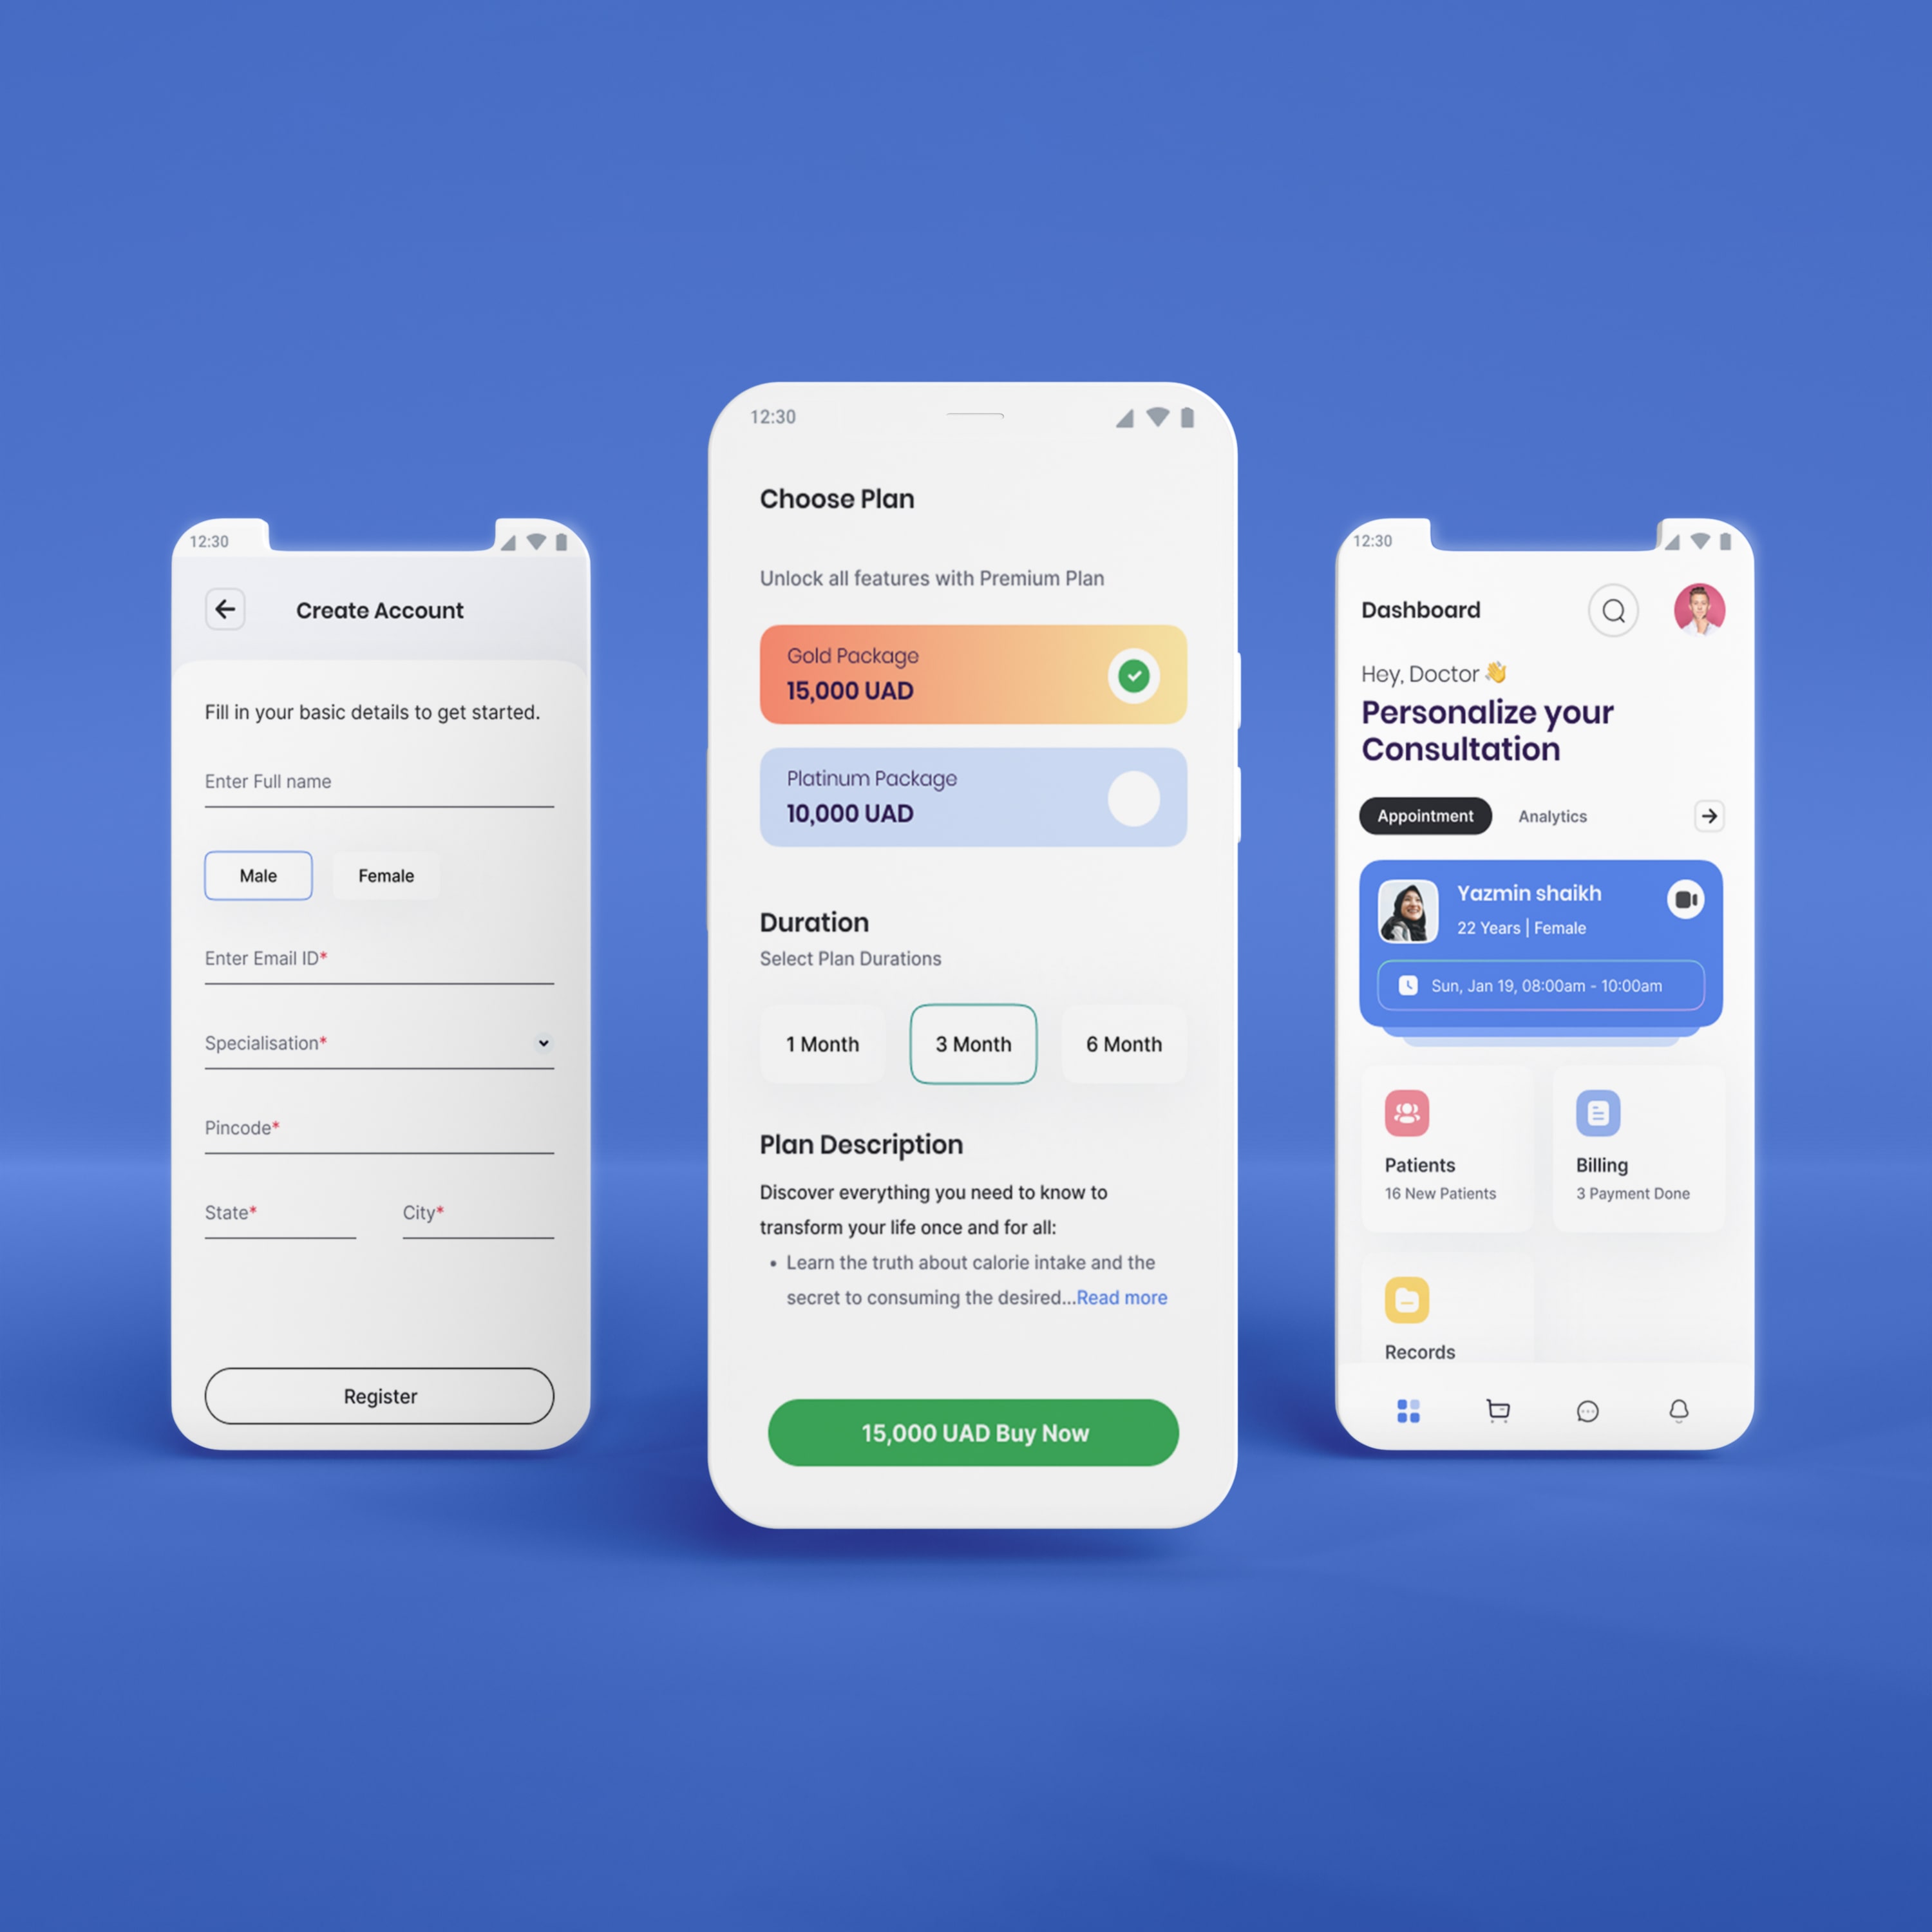 12:30
Create Account
Fill in your basic details to get started.
Enter Full name
Male
Female
Enter Email ID*
Specialisation*
Pincode*
State*
City*
Register
12:30
Choose Plan
Unlock all features with Premium Plan
Gold Package
15,000 UAD
Platinum Package
10,000 UAD
Duration
Select Plan Durations
1 Month
3 Month
6 Month
Plan Description
Discover everything you need to know to
transform your life once and for all:
• Learn the truth about calorie intake and the
secret to consuming the desired...Read more
15,000 UAD Buy Now
12:30
Dashboard
Hey, Doctor 👋
Personalize your
Consultation
Appointment
Analytics
Yazmin shaikh
22 Years | Female
Sun, Jan 19, 08:00am - 10:00am
Patients
16 New Patients
Billing
3 Payment Done
Records